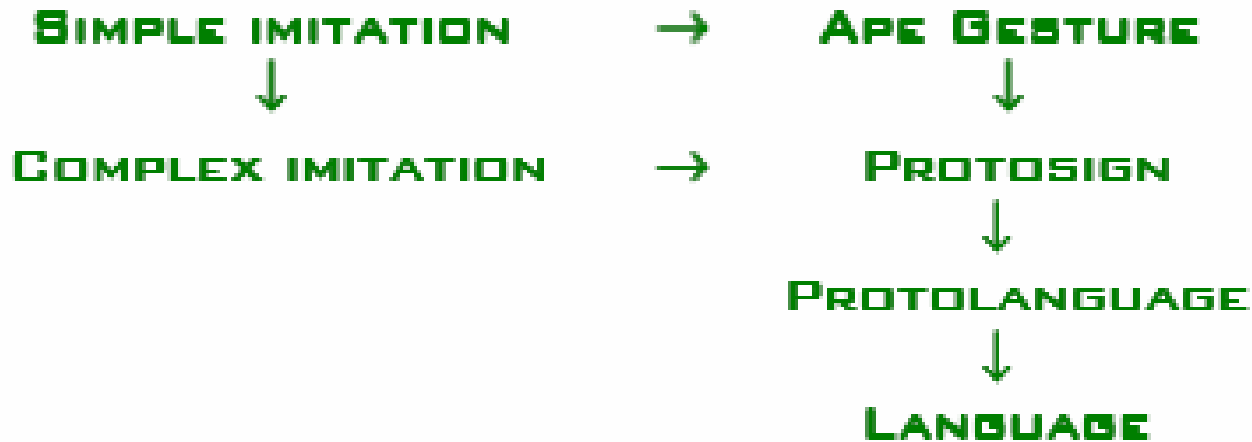 Simple imitation → Ape Gesture
↓ ↓
Complex imitation → Protosign
↓
Protolanguage
↓
Language